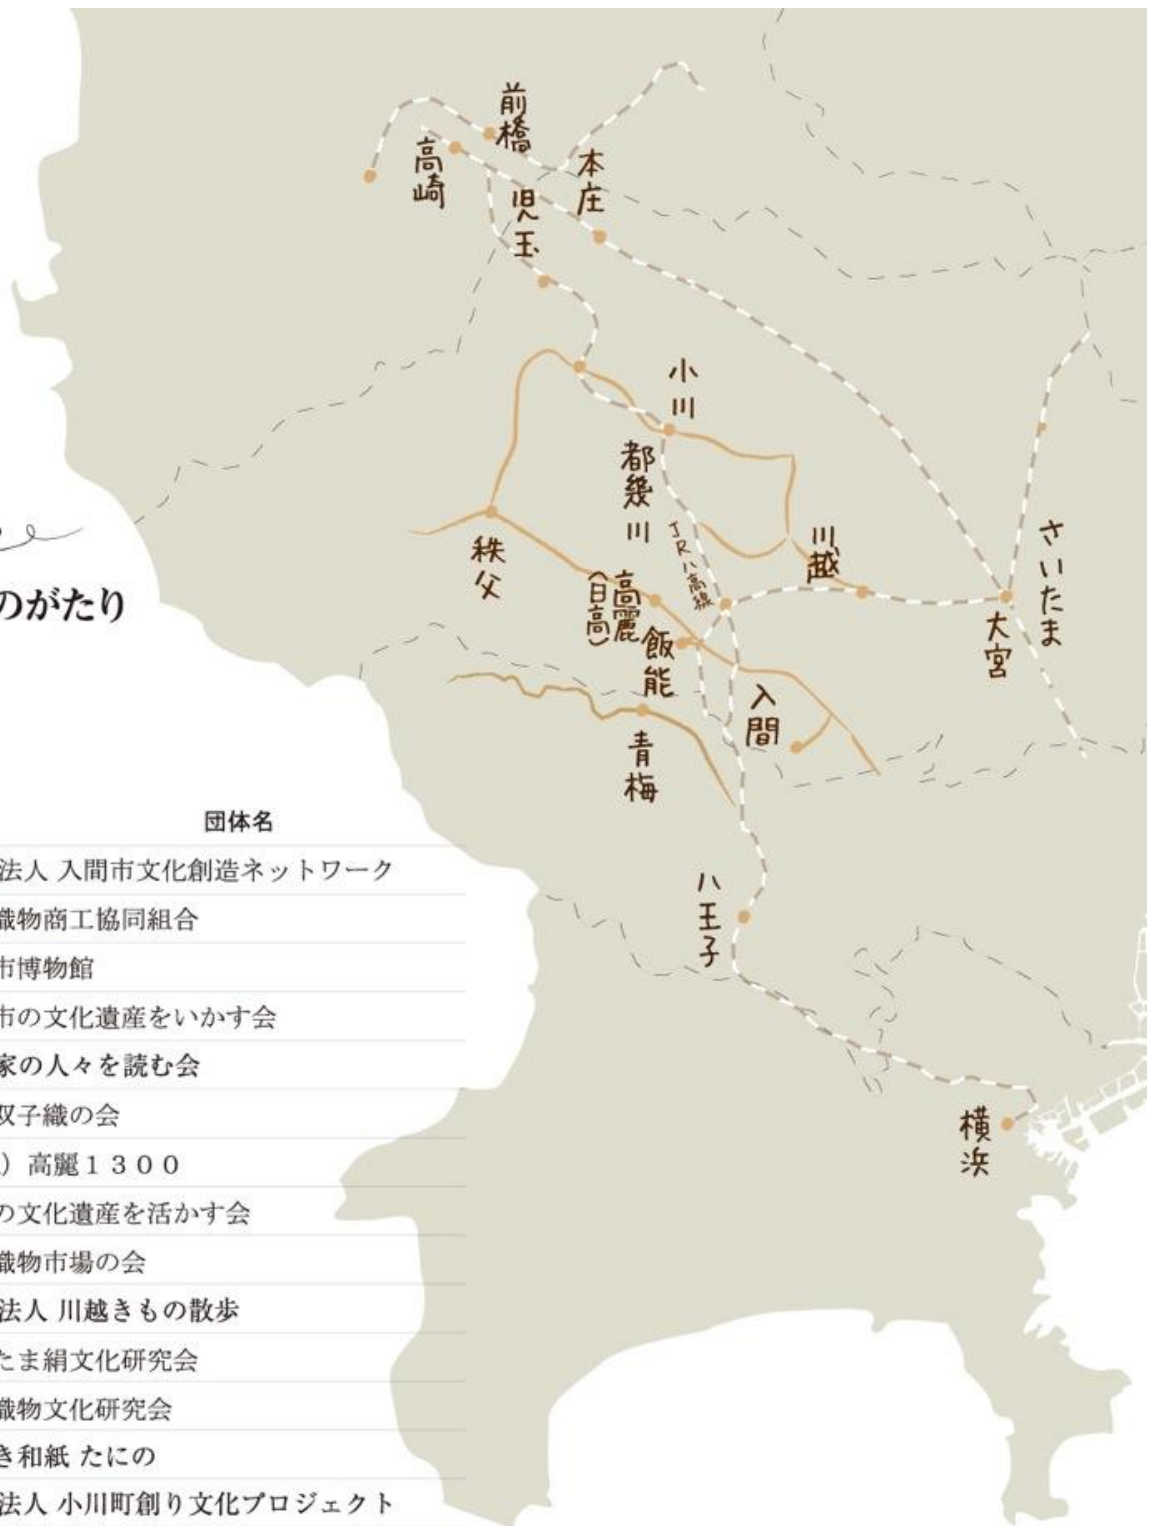 前橋
高崎
本庄
児玉
小川
都幾川
JR八高線
川越
さいたま
大宮
秩父
高麗
(日高)
飯能
入間
青梅
八王子
横浜
のがたり
団体名
法人 入間市文化創造ネットワーク
織物商工協同組合
市博物館
市の文化遺産をいかす会
家の人々を読む会
双子織の会
）高麗１３００
の文化遺産を活かす会
織物市場の会
法人 川越きもの散歩
たま絹文化研究会
織物文化研究会
き和紙 たにの
法人 小川町創り文化プロジェクト